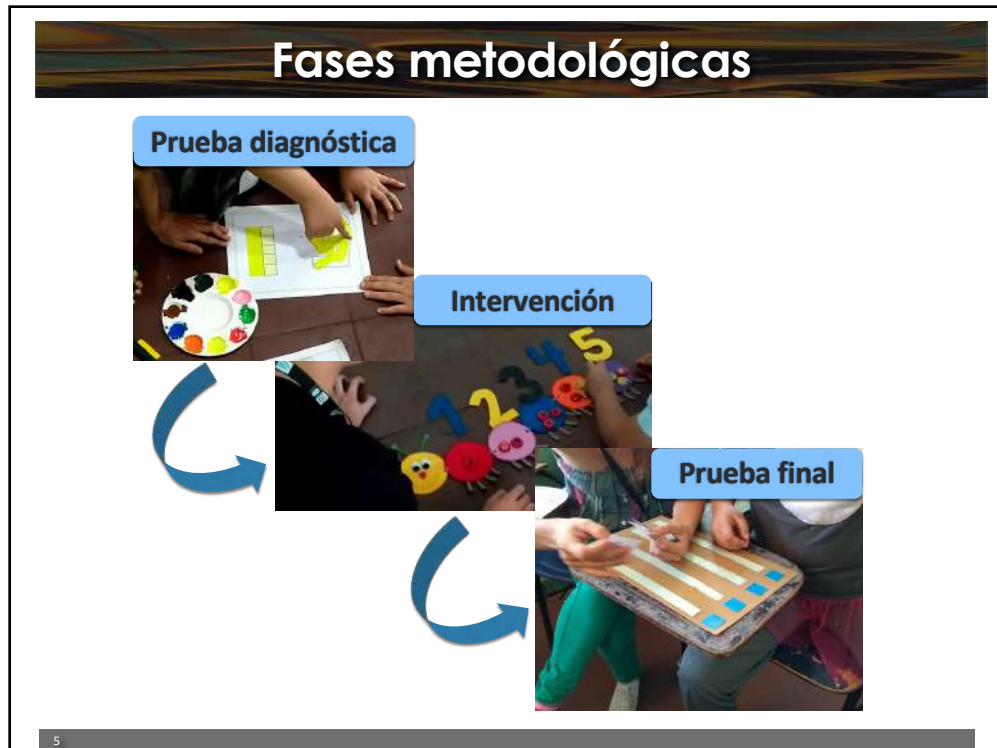 Fases metodológicas
Prueba diagnóstica
Intervención
1 2 3 4 5
Prueba final
5